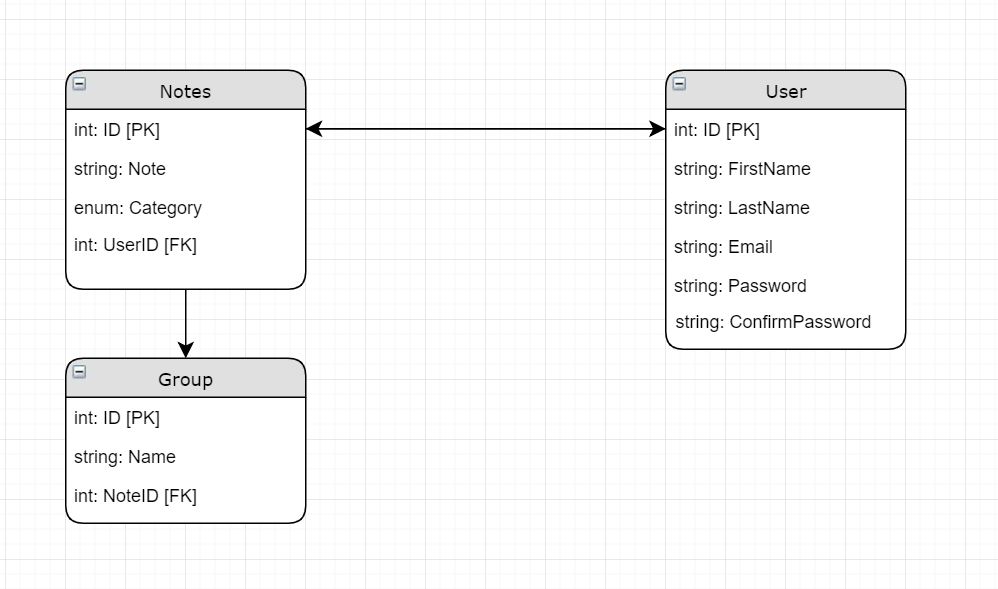 Notes
int: ID [PK]
string: Note
enum: Category
int: UserID [FK]
User
int: ID [PK]
string: FirstName
string: LastName
string: Email
string: Password
string: ConfirmPassword
Group
int: ID [PK]
string: Name
int: NoteID [FK]